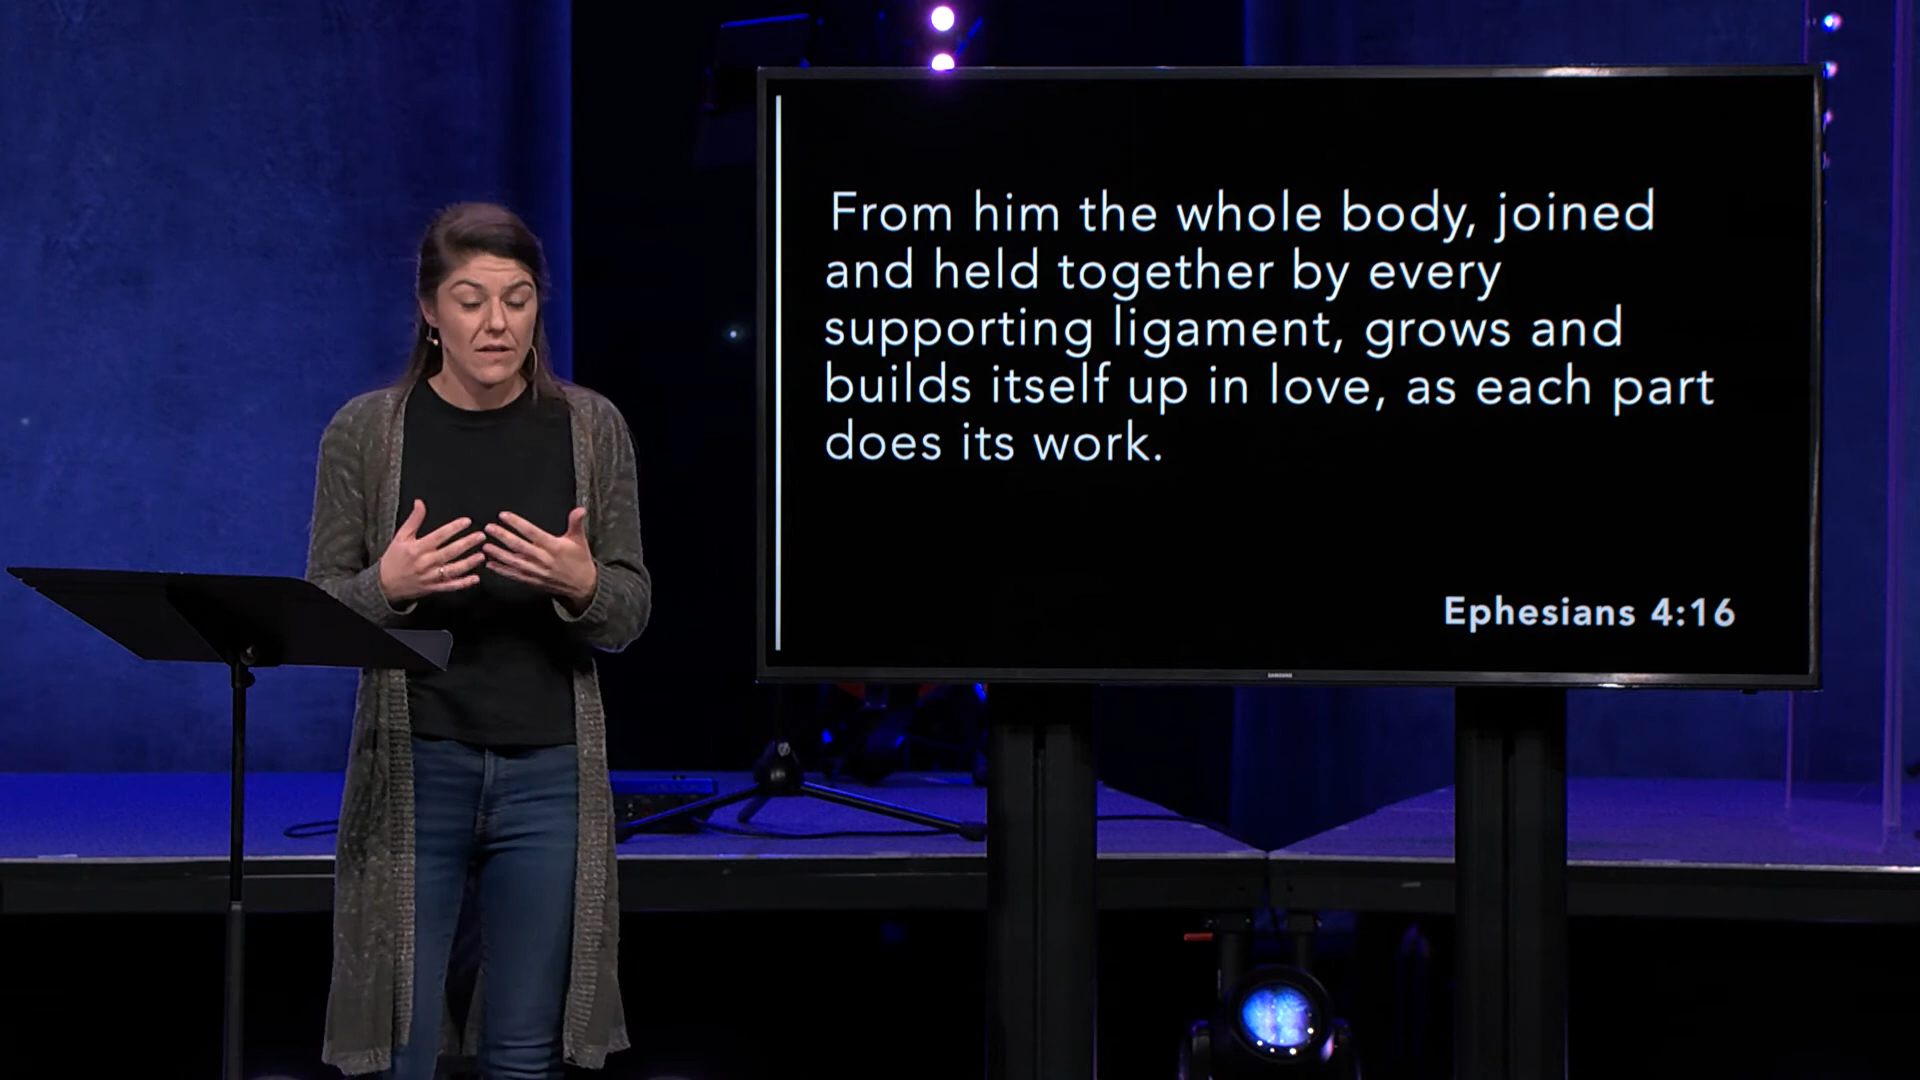 From him the whole body, joined
and held together by every
supporting ligament, grows and
builds itself up in love, as each part
does its work.
Ephesians 4:16
SAMSUNG